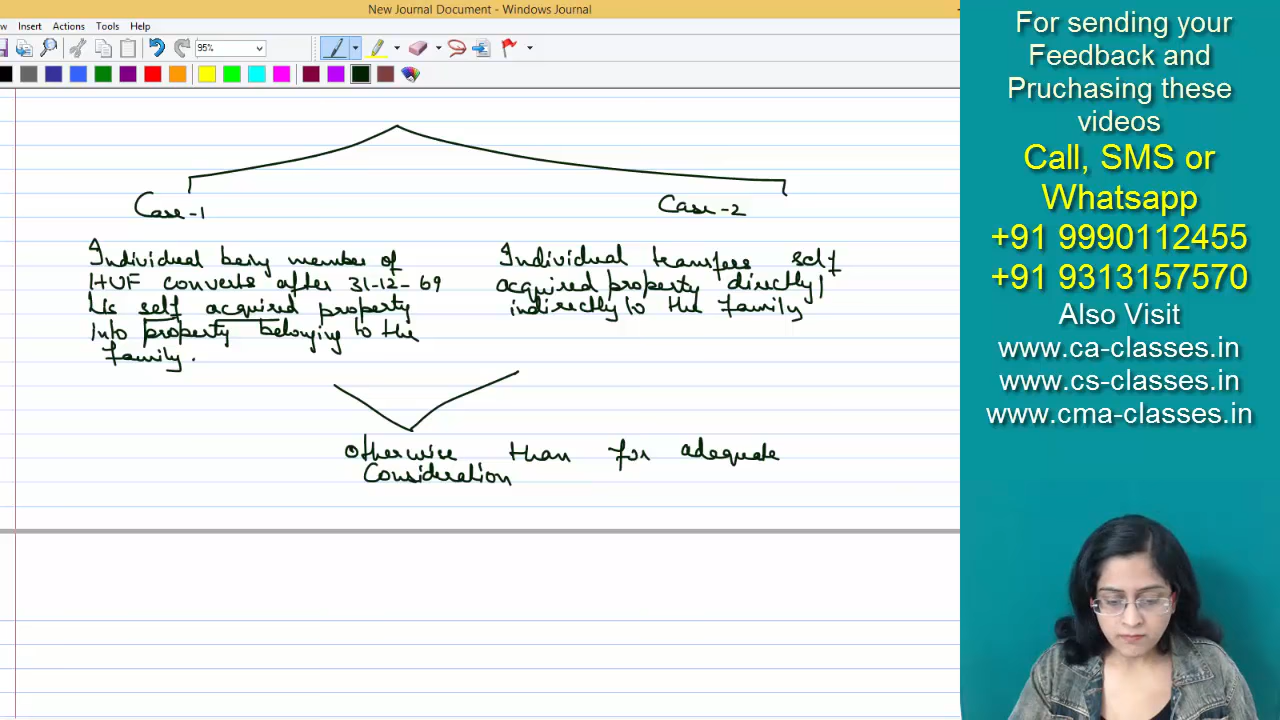 New Journal Document - Windows Journal
Insert Actions Tools Help
95%
Case-1
Individual being member of
HUF converts after 31-12-69
his self acquired property
Into property belonging to the
family.
Case-2
Individual transfers self
acquired property directly/
indirectly to the family
otherwise than for adequate
Consideration
For sending your
Feedback and
Pruchasing these
videos
Call, SMS or
Whatsapp
+91 9990112455
+91 9313157570
Also Visit
www.ca-classes.in
www.cs-classes.in
www.cma-classes.in